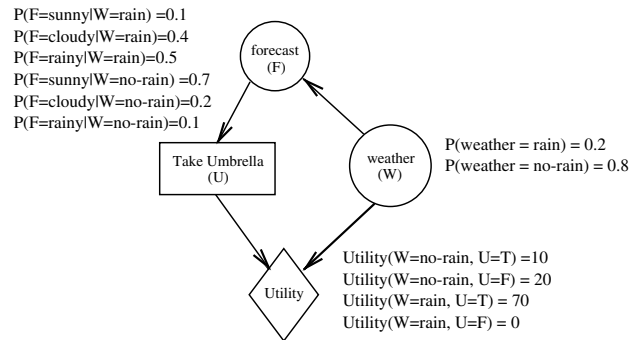 P(F=sunny|W=rain) =0.1
P(F=cloudy|W=rain)=0.4
P(F=rainy|W=rain)=0.5
P(F=sunny|W=no-rain)=0.7
P(F=cloudy|W=no-rain)=0.2
P(F=rainy|W=no-rain)=0.1
forecast
(F)
Take Umbrella
(U)
weather
(W)
P(weather = rain) = 0.2
P(weather = no-rain) = 0.8
Utility
Utility(W=no-rain, U=T) =10
Utility(W=no-rain, U=F) = 20
Utility(W=rain, U=T) = 70
Utility(W=rain, U=F) = 0